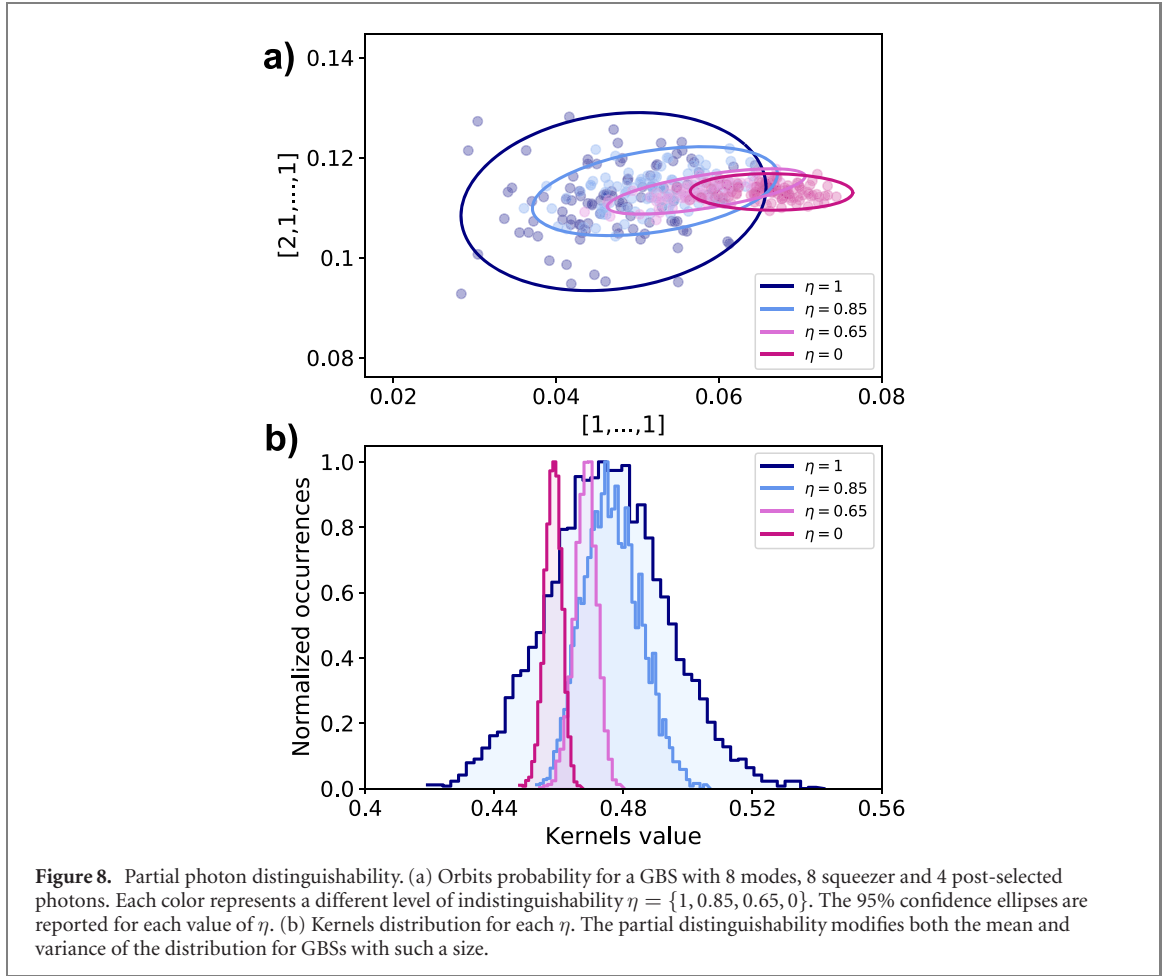 a)
0.14
0.12
0.1
0.08
[2,1,...,1]
η = 1
η = 0.85
η = 0.65
η = 0
0.02 0.04 0.06 0.08
[1,...,1]
b)
1.0
0.8
0.6
0.4
0.2
0.0
Normalized occurrences
η = 1
η = 0.85
η = 0.65
η = 0
0.4 0.44 0.48 0.52 0.56
Kernels value
Figure 8. Partial photon distinguishability. (a) Orbits probability for a GBS with 8 modes, 8 squeezer and 4 post-selected
photons. Each color represents a different level of indistinguishability η = {1, 0.85, 0.65, 0}. The 95% confidence ellipses are
reported for each value of η. (b) Kernels distribution for each η. The partial distinguishability modifies both the mean and
variance of the distribution for GBSs with such a size.